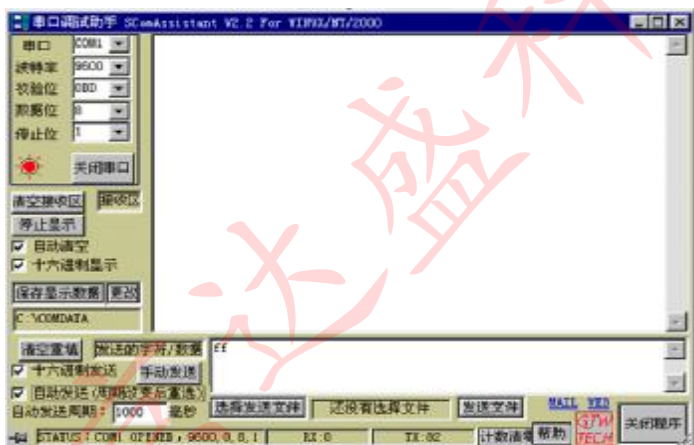 串口调试助手 SComAssistant V2.2 For WIN9X/NT/2000
串口 COM1
波特率 9600
校验位 ODD
数据位 8
停止位 1
关闭串口
清空接收区 接收区
停止显示
自动清空
十六进制显示
保存显示数据 更改
C:\COMDATA
清空重填 发送的字符/数据 ff
十六进制发送 手动发送
自动发送(周期改变后重选)
自动发送周期: 1000 毫秒 选择发送文件 还没有选择文件 发送文件 MAIL WEB
GJW TECH 关闭程序
STATUS:COM1 OPENED,9600,O,8,1 RX:0 TX:82 计数清零 帮助
达盛科